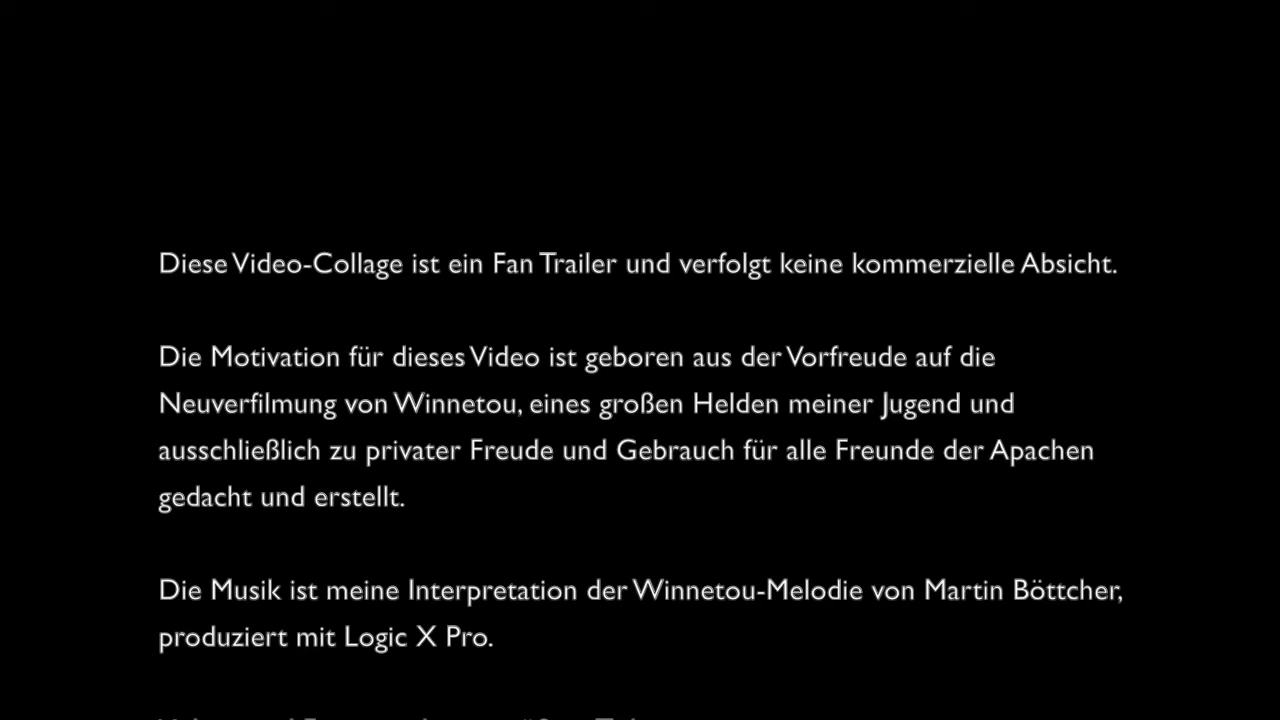 Diese Video-Collage ist ein Fan Trailer und verfolgt keine kommerzielle Absicht.
Die Motivation für dieses Video ist geboren aus der Vorfreude auf die
Neuverfilmung von Winnetou, eines großen Helden meiner Jugend und
ausschließlich zu privater Freude und Gebrauch für alle Freunde der Apachen
gedacht und erstellt.
Die Musik ist meine Interpretation der Winnetou-Melodie von Martin Böttcher,
produziert mit Logic X Pro.